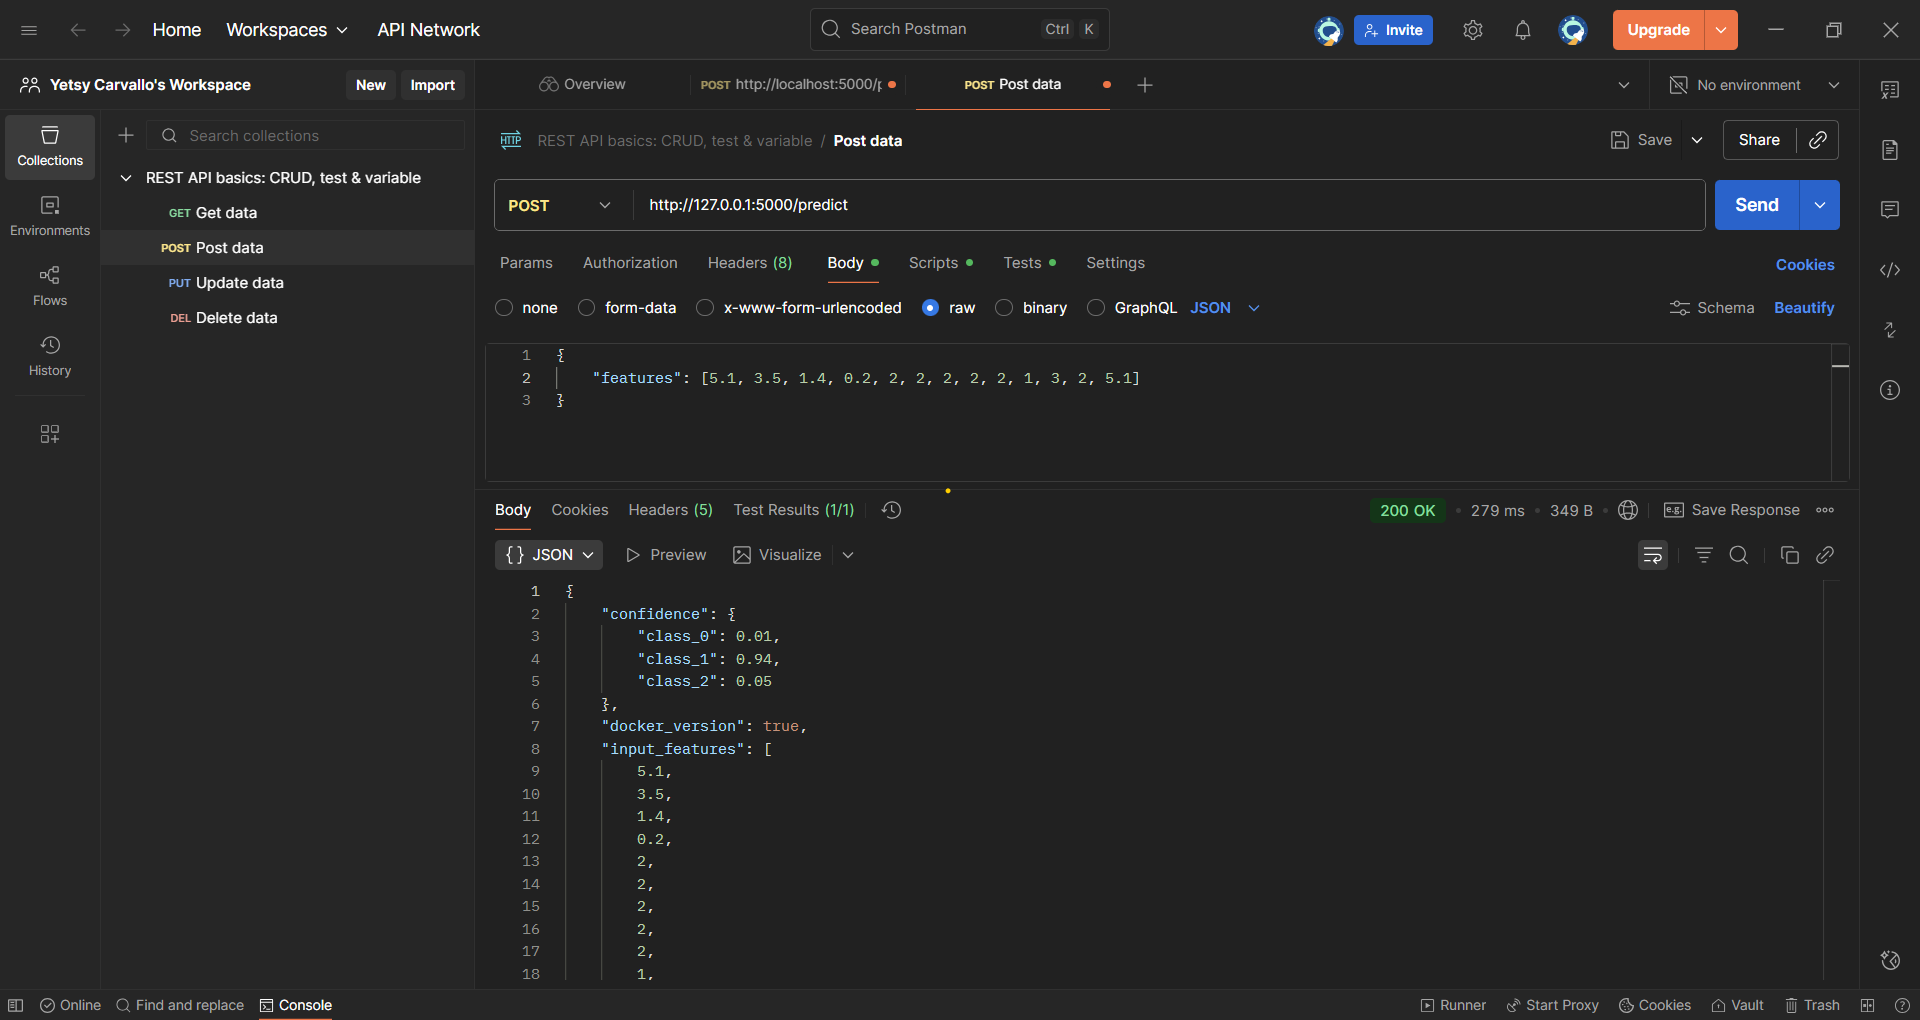 Home Workspaces API Network Search Postman Ctrl K Invite Upgrade
Yetsy Carvallo's Workspace New Import Overview POST http://localhost:5000/p POST Post data No environment
Collections
Environments
Flows
History
Search collections
REST API basics: CRUD, test & variable
GET Get data
POST Post data
PUT Update data
DEL Delete data
HTTP REST API basics: CRUD, test & variable / Post data Save Share
POST http://127.0.0.1:5000/predict Send
Params Authorization Headers (8) Body Scripts Tests Settings Cookies
none form-data x-www-form-urlencoded raw binary GraphQL JSON Schema Beautify
1 {
2 "features": [5.1, 3.5, 1.4, 0.2, 2, 2, 2, 2, 2, 1, 3, 2, 5.1]
3 }
Body Cookies Headers (5) Test Results (1/1) 200 OK 279 ms 349 B e.g. Save Response
{} JSON Preview Visualize
1 {
2 "confidence": {
3 "class_0": 0.01,
4 "class_1": 0.94,
5 "class_2": 0.05
6 },
7 "docker_version": true,
8 "input_features": [
9 5.1,
10 3.5,
11 1.4,
12 0.2,
13 2,
14 2,
15 2,
16 2,
17 2,
18 1,
Online Find and replace Console Runner Start Proxy Cookies Vault Trash